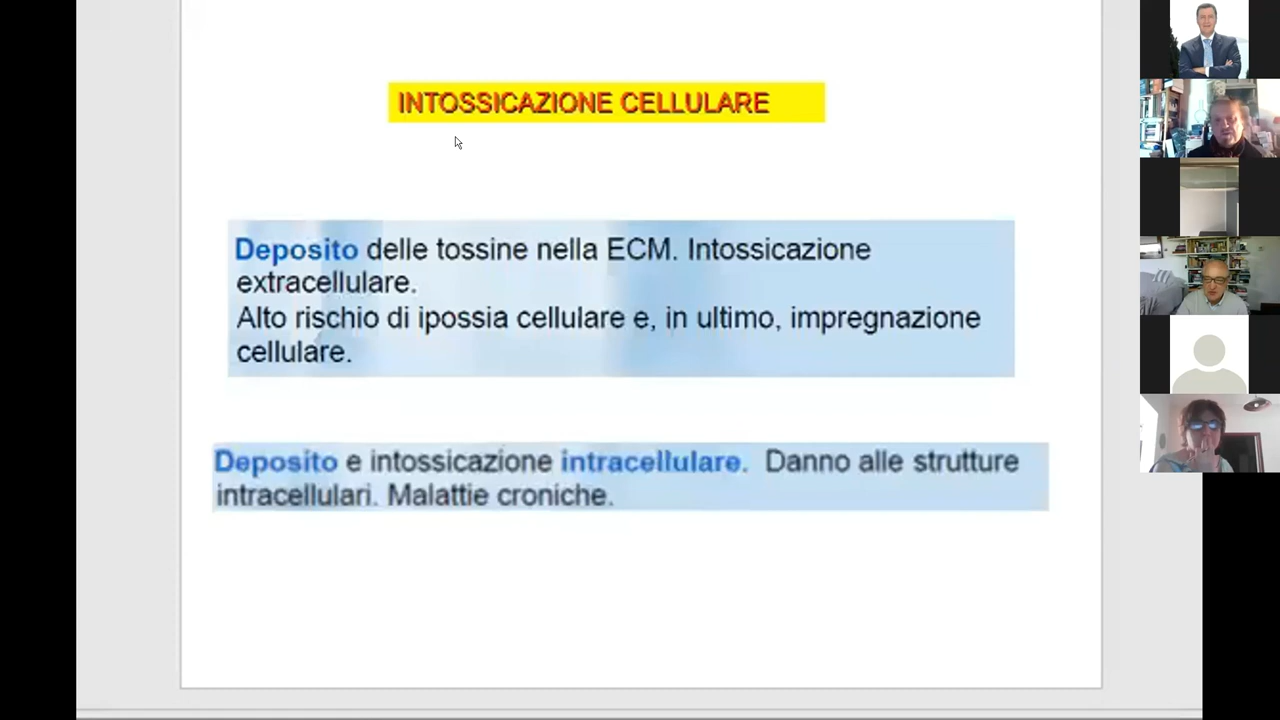 INTOSSICAZIONE CELLULARE
Deposito delle tossine nella ECM. Intossicazione
extracellulare.
Alto rischio di ipossia cellulare e, in ultimo, impregnazione
cellulare.
Deposito e intossicazione intracellulare. Danno alle strutture
intracellulari. Malattie croniche.